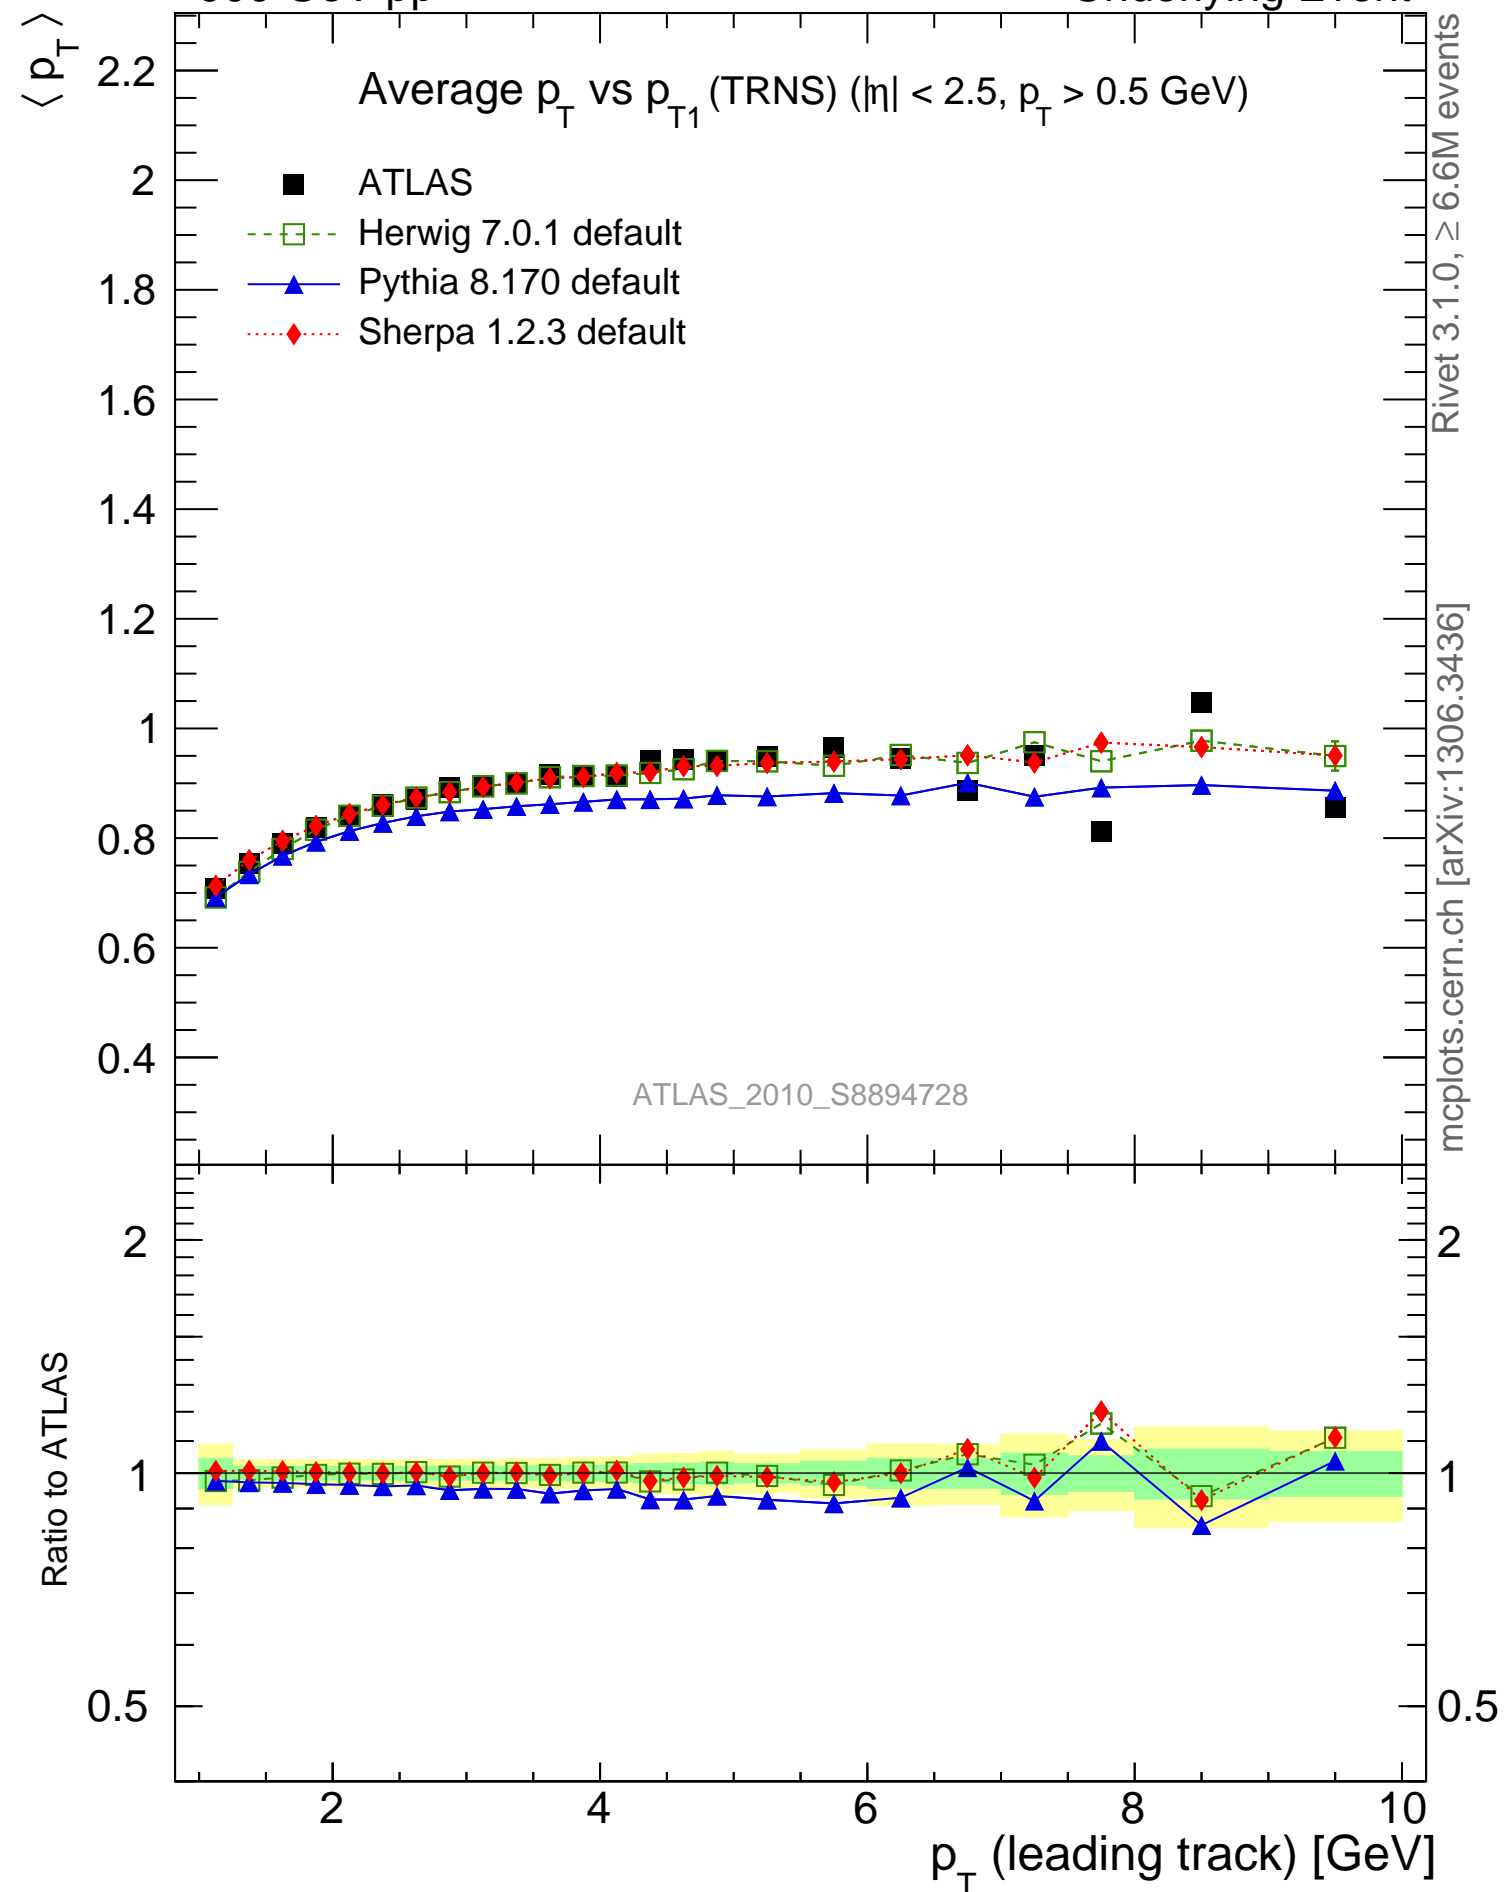 ⟨ p_T ⟩
Average p_T vs p_T1 (TRNS) (|η| < 2.5, p_T > 0.5 GeV)
ATLAS
Herwig 7.0.1 default
Pythia 8.170 default
Sherpa 1.2.3 default
2.2
2
1.8
1.6
1.4
1.2
1
0.8
0.6
0.4
ATLAS_2010_S8894728
Rivet 3.1.0, ≥ 6.6M events
mcplots.cern.ch [arXiv:1306.3436]
Ratio to ATLAS
2
1
0.5
2
1
0.5
2 4 6 8 10
p_T (leading track) [GeV]